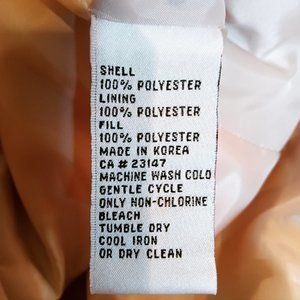 SHELL
100% POLYESTER
LINING
100% POLYESTER
FILL
100% POLYESTER
MADE IN KOREA
CA # 23147
MACHINE WASH COLD
GENTLE CYCLE
ONLY NON-CHLORINE
BLEACH
TUMBLE DRY
COOL IRON
OR DRY CLEAN